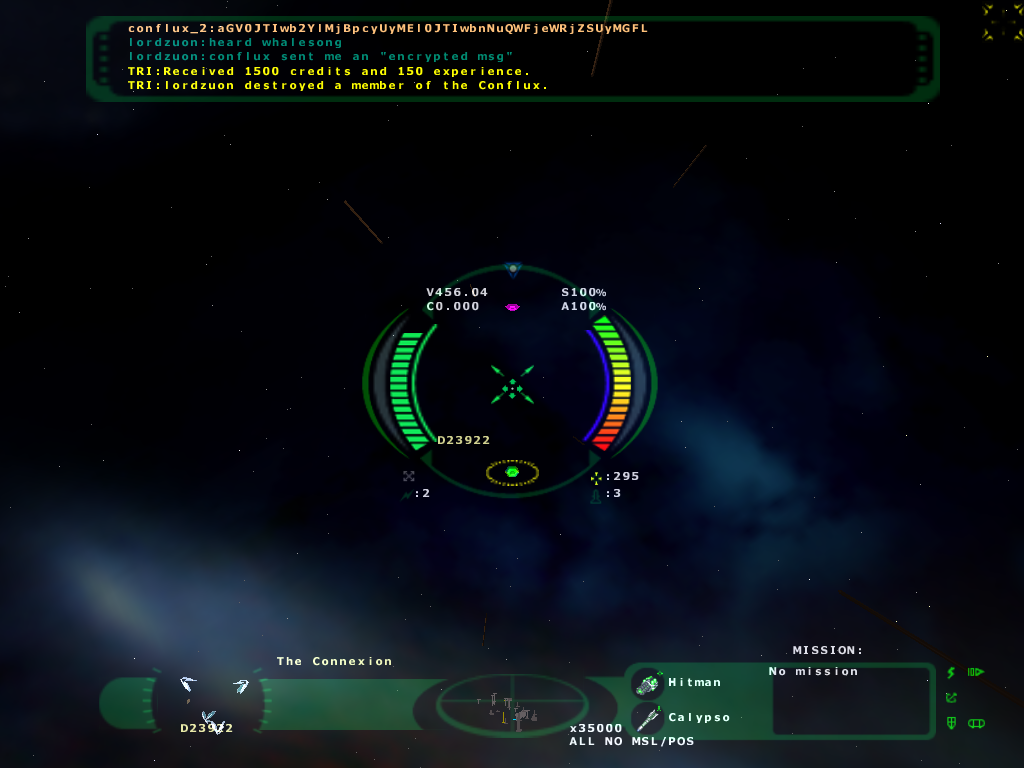 conflux_2:aGV0JTIwb2YlMjBpcyUyMEl0JTIwbnNuQWFjeWRjZSUyMGFL
lordzuon:heard whalesong
lordzuon:conflux sent me an "encrypted msg"
TRI:Received 1500 credits and 150 experience.
TRI:lordzuon destroyed a member of the Conflux.
V456.04 S100%
C0.000 A100%
D23922
:295
:2 :3
MISSION:
The Connexion
No mission
Hitman
Calypso
D23922
x35000
ALL NO MSL/POS